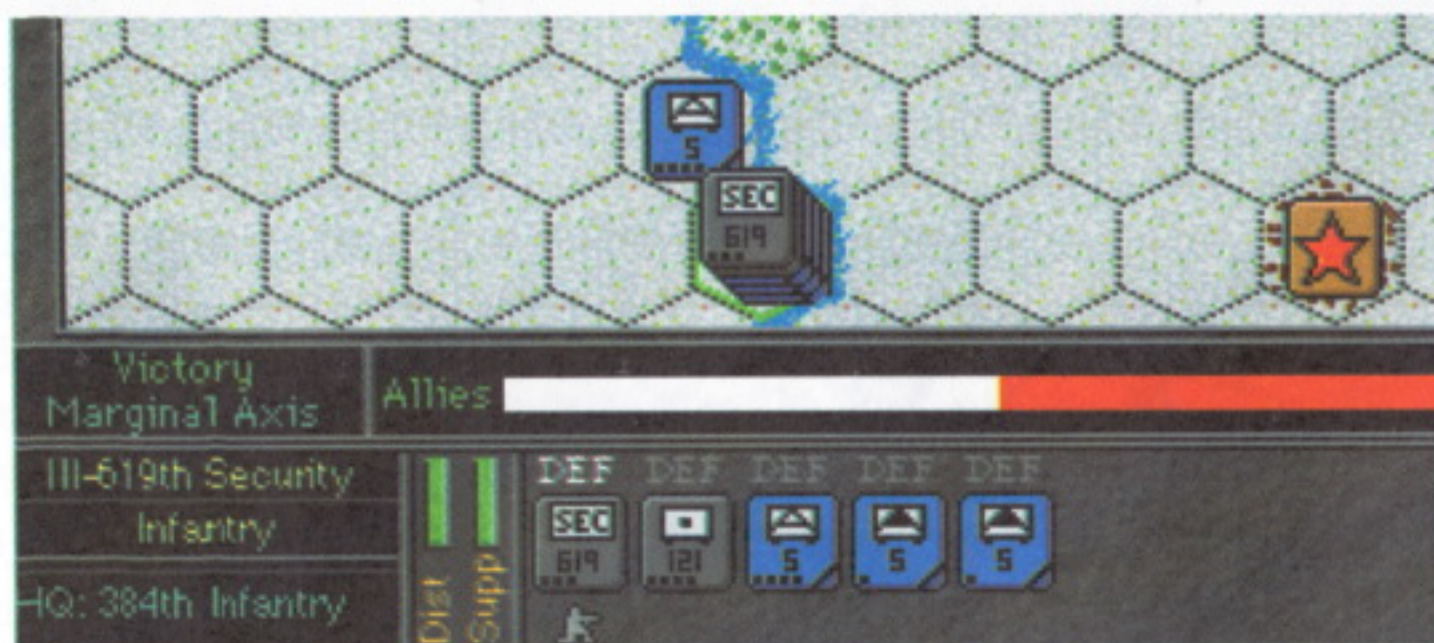 5
SEC
619
Victory
Marginal Axis
Allies
III-619th Security
Infantry
HQ: 384th Infantry
Dist
Supp
DEF DEF DEF DEF DEF
SEC
619 121 5 5 5